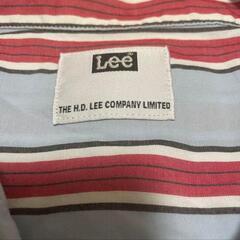 Lee
THE H.D. LEE COMPANY LIMITED